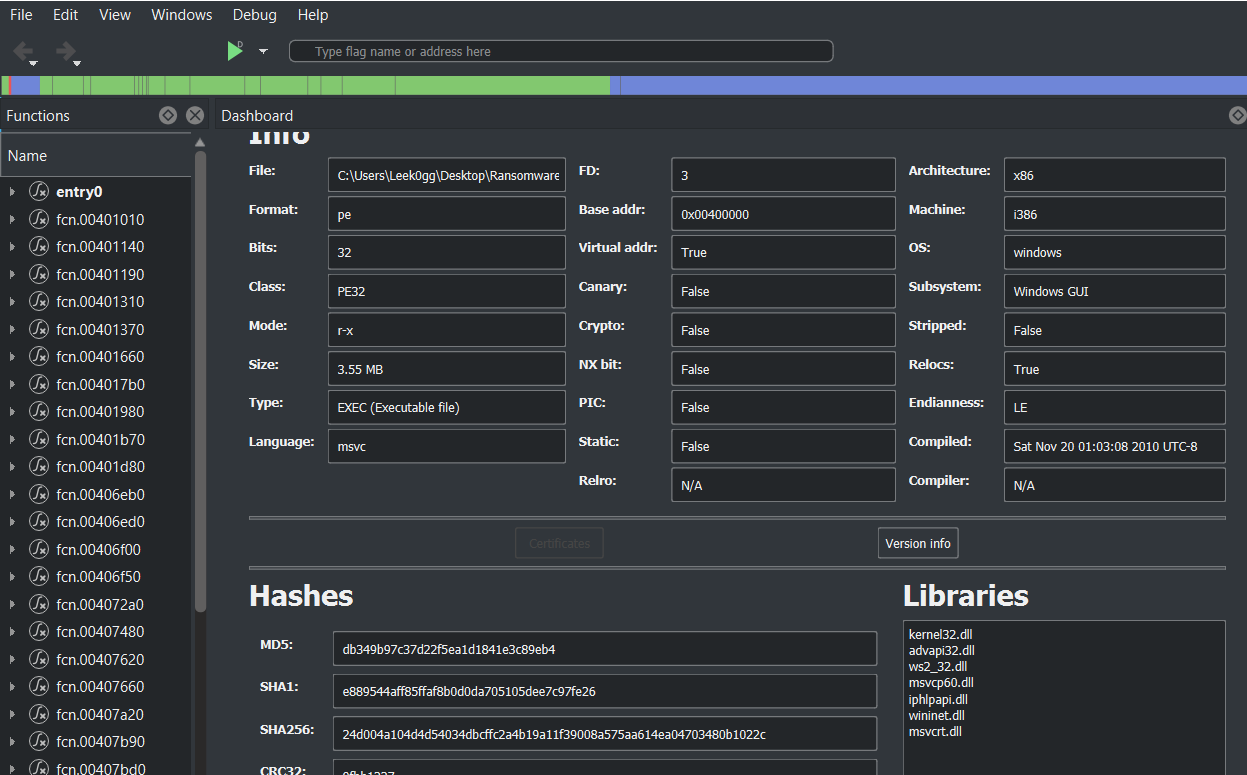 File Edit View Windows Debug Help
D
Type flag name or address here
Functions
Name
entry0
fcn.00401010
fcn.00401140
fcn.00401190
fcn.00401310
fcn.00401370
fcn.00401660
fcn.004017b0
fcn.00401980
fcn.00401b70
fcn.00401d80
fcn.00406eb0
fcn.00406ed0
fcn.00406f00
fcn.00406f50
fcn.004072a0
fcn.00407480
fcn.00407620
fcn.00407660
fcn.00407a20
fcn.00407b90
fcn.00407bd0
Dashboard
Info
File: C:\Users\Leek0gg\Desktop\Ransomware
Format: pe
Bits: 32
Class: PE32
Mode: r-x
Size: 3.55 MB
Type: EXEC (Executable file)
Language: msvc
FD: 3
Base addr: 0x00400000
Virtual addr: True
Canary: False
Crypto: False
NX bit: False
PIC: False
Static: False
Relro: N/A
Architecture: x86
Machine: i386
OS: windows
Subsystem: Windows GUI
Stripped: False
Relocs: True
Endianness: LE
Compiled: Sat Nov 20 01:03:08 2010 UTC-8
Compiler: N/A
Certificates
Version info
Hashes
MD5: db349b97c37d22f5ea1d1841e3c89eb4
SHA1: e889544aff85ffaf8b0d0da705105dee7c97fe26
SHA256: 24d004a104d4d54034dbcffc2a4b19a11f39008a575aa614ea04703480b1022c
CRC32:
Libraries
kernel32.dll
advapi32.dll
ws2_32.dll
msvcp60.dll
iphlpapi.dll
wininet.dll
msvcrt.dll